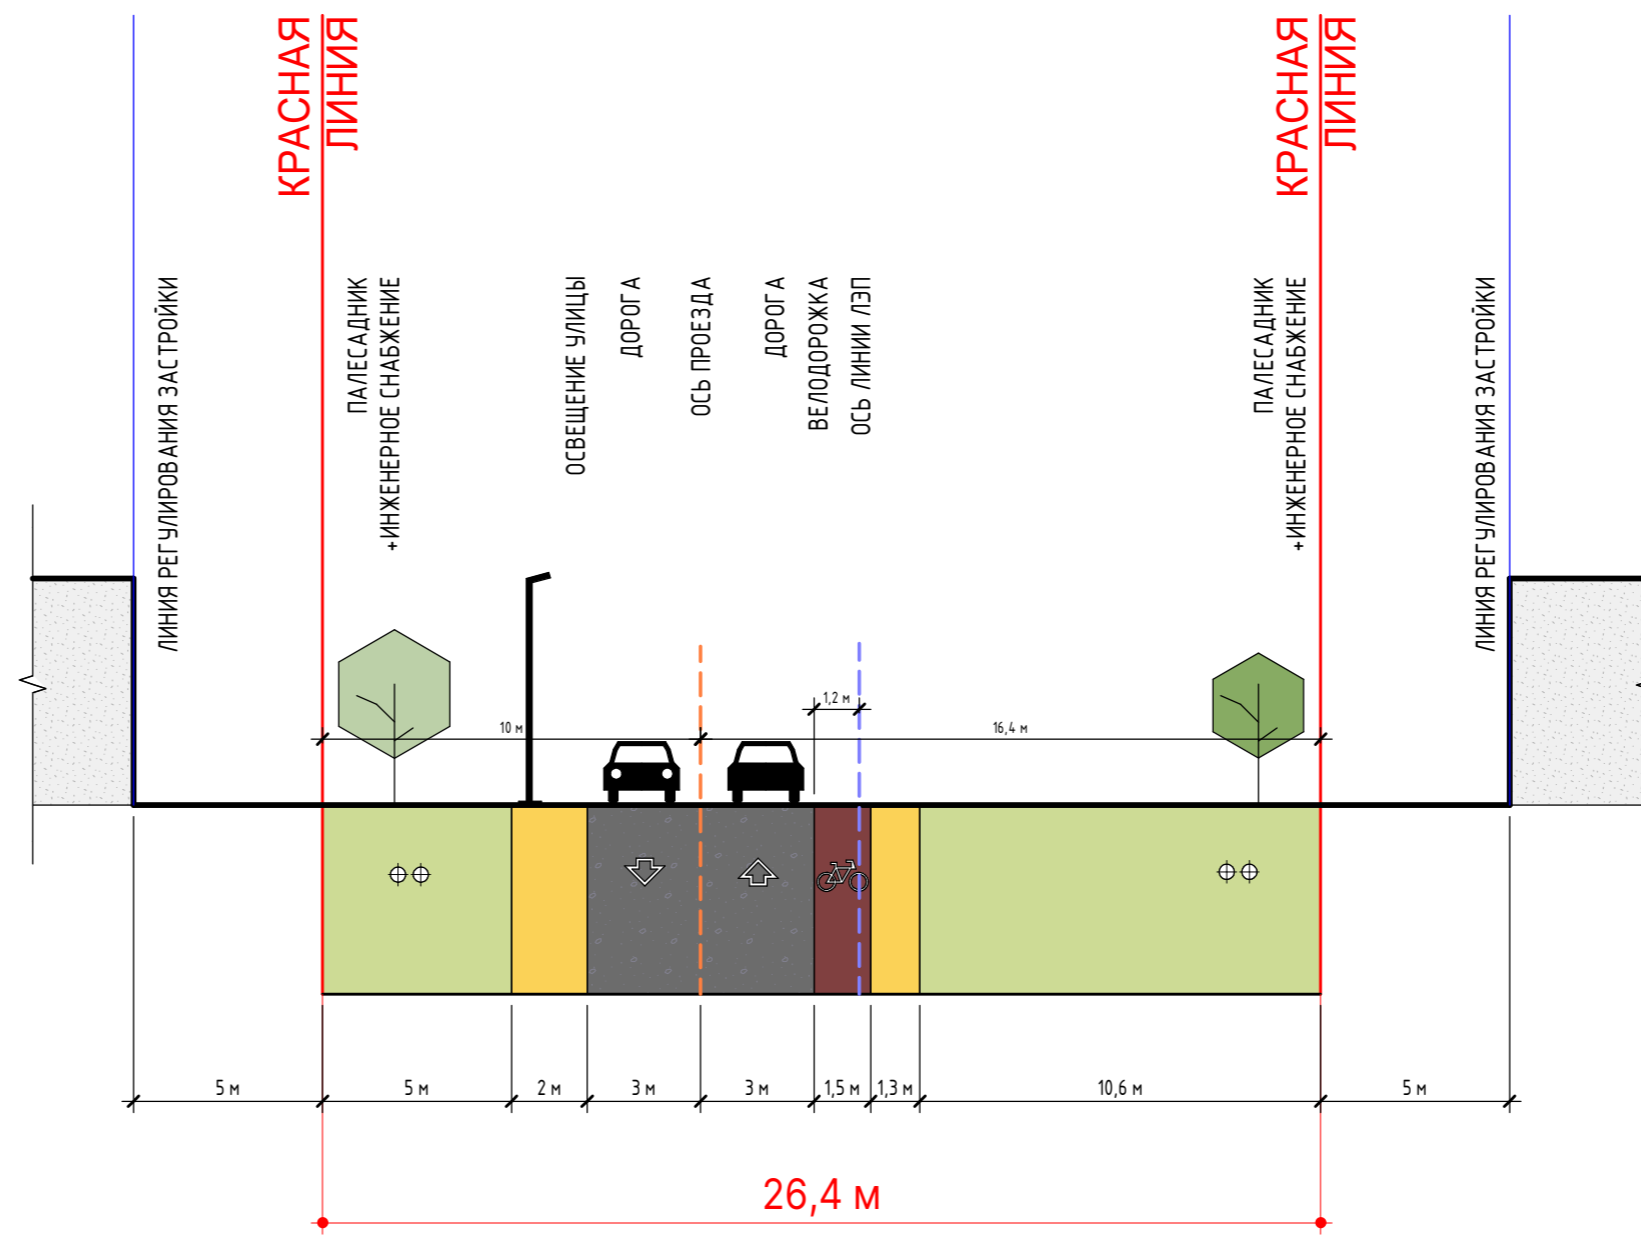 КРАСНАЯ
ЛИНИЯ
КРАСНАЯ
ЛИНИЯ
ЛИНИЯ РЕГУЛИРОВАНИЯ ЗАСТРОЙКИ
ПАЛЕСАДНИК
+ИНЖЕНЕРНОЕ СНАБЖЕНИЕ
ОСВЕЩЕНИЕ УЛИЦЫ
ДОРОГА
ОСЬ ПРОЕЗДА
ДОРОГА
ВЕЛОДОРОЖКА
ОСЬ ЛИНИИ ЛЭП
ПАЛЕСАДНИК
+ИНЖЕНЕРНОЕ СНАБЖЕНИЕ
ЛИНИЯ РЕГУЛИРОВАНИЯ ЗАСТРОЙКИ
1,2 м
10 м
16,4 м
5 м
5 м
2 м
3 м
3 м
1,5 м
1,3 м
10,6 м
5 м
26,4 м